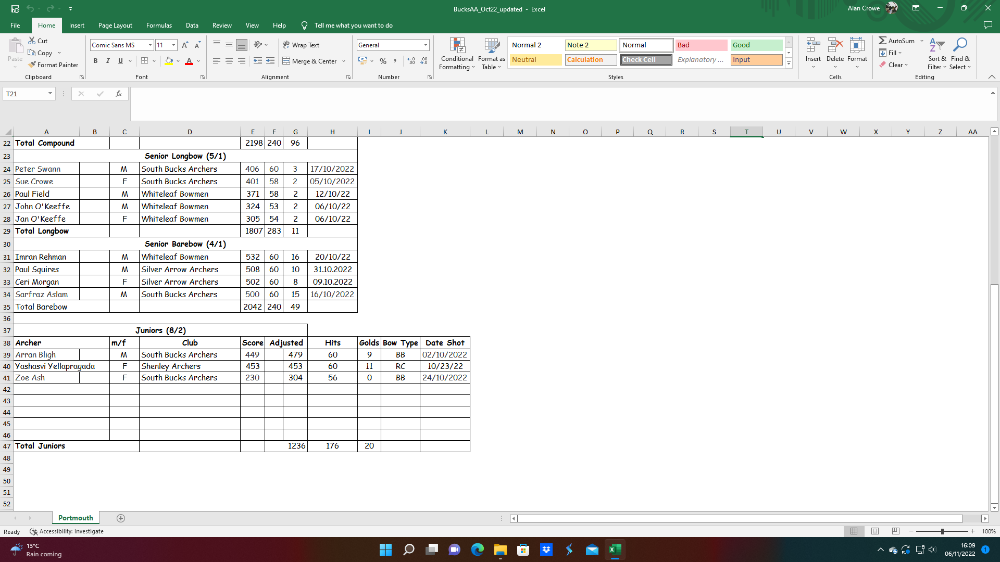 BucksAA_Oct22_updated - Excel
Alan Crowe
File Home Insert Page Layout Formulas Data Review View Help Tell me what you want to do
Paste
Cut
Copy
Format Painter
Clipboard
Comic Sans MS 11
B I U
Font
Wrap Text
Merge & Center
Alignment
General
Number
Conditional Formatting
Format as Table
Normal 2 Note 2 Normal Bad Good
Neutral Calculation Check Cell Explanatory ... Input
Styles
Insert Delete Format
Cells
AutoSum
Fill
Clear
Sort & Filter
Find & Select
Editing
T21
fx
A B C D E F G H I J K L M N O P Q R S T U V W X Y Z AA
22 Total Compound 2198 240 96
23 Senior Longbow (5/1)
24 Peter Swann M South Bucks Archers 406 60 3 17/10/2022
25 Sue Crowe F South Bucks Archers 401 58 2 05/10/2022
26 Paul Field M Whiteleaf Bowmen 371 58 2 12/10/22
27 John O'Keeffe M Whiteleaf Bowmen 324 53 2 06/10/22
28 Jan O'Keeffe F Whiteleaf Bowmen 305 54 2 06/10/22
29 Total Longbow 1807 283 11
30 Senior Barebow (4/1)
31 Imran Rehman M Whiteleaf Bowmen 532 60 16 20/10/22
32 Paul Squires M Silver Arrow Archers 508 60 10 31.10.2022
33 Ceri Morgan F Silver Arrow Archers 502 60 8 09.10.2022
34 Sarfraz Aslam M South Bucks Archers 500 60 15 16/10/2022
35 Total Barebow 2042 240 49
36
37 Juniors (8/2)
38 Archer m/f Club Score Adjusted Hits Golds Bow Type Date Shot
39 Arran Bligh M South Bucks Archers 449 479 60 9 BB 02/10/2022
40 Yashasvi Yellapragada F Shenley Archers 453 453 60 11 RC 10/23/22
41 Zoe Ash F South Bucks Archers 230 304 56 0 BB 24/10/2022
42
43
44
45
46
47 Total Juniors 1236 176 20
48
49
50
51
52
Portmouth
Ready Accessibility: Investigate
100%
13°C
Rain coming
16:09
06/11/2022
1